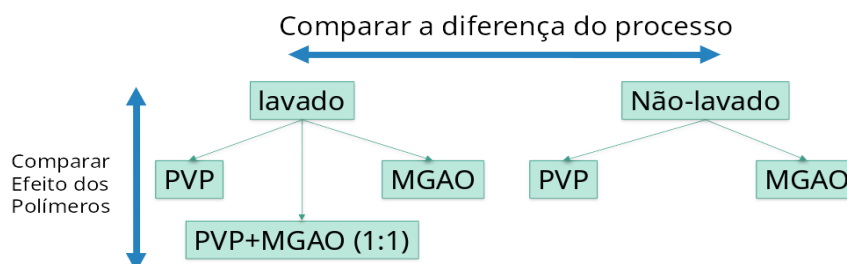 Comparar a diferença do processo
lavado
Não-lavado
Comparar
Efeito dos
Polímeros
PVP
MGAO
PVP
MGAO
PVP+MGAO (1:1)